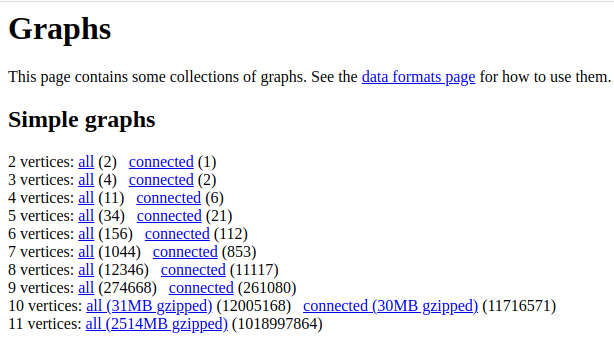 Graphs
This page contains some collections of graphs. See the data formats page for how to use them.
Simple graphs
2 vertices: all (2) connected (1)
3 vertices: all (4) connected (2)
4 vertices: all (11) connected (6)
5 vertices: all (34) connected (21)
6 vertices: all (156) connected (112)
7 vertices: all (1044) connected (853)
8 vertices: all (12346) connected (11117)
9 vertices: all (274668) connected (261080)
10 vertices: all (31MB gzipped) (12005168) connected (30MB gzipped) (11716571)
11 vertices: all (2514MB gzipped) (1018997864)